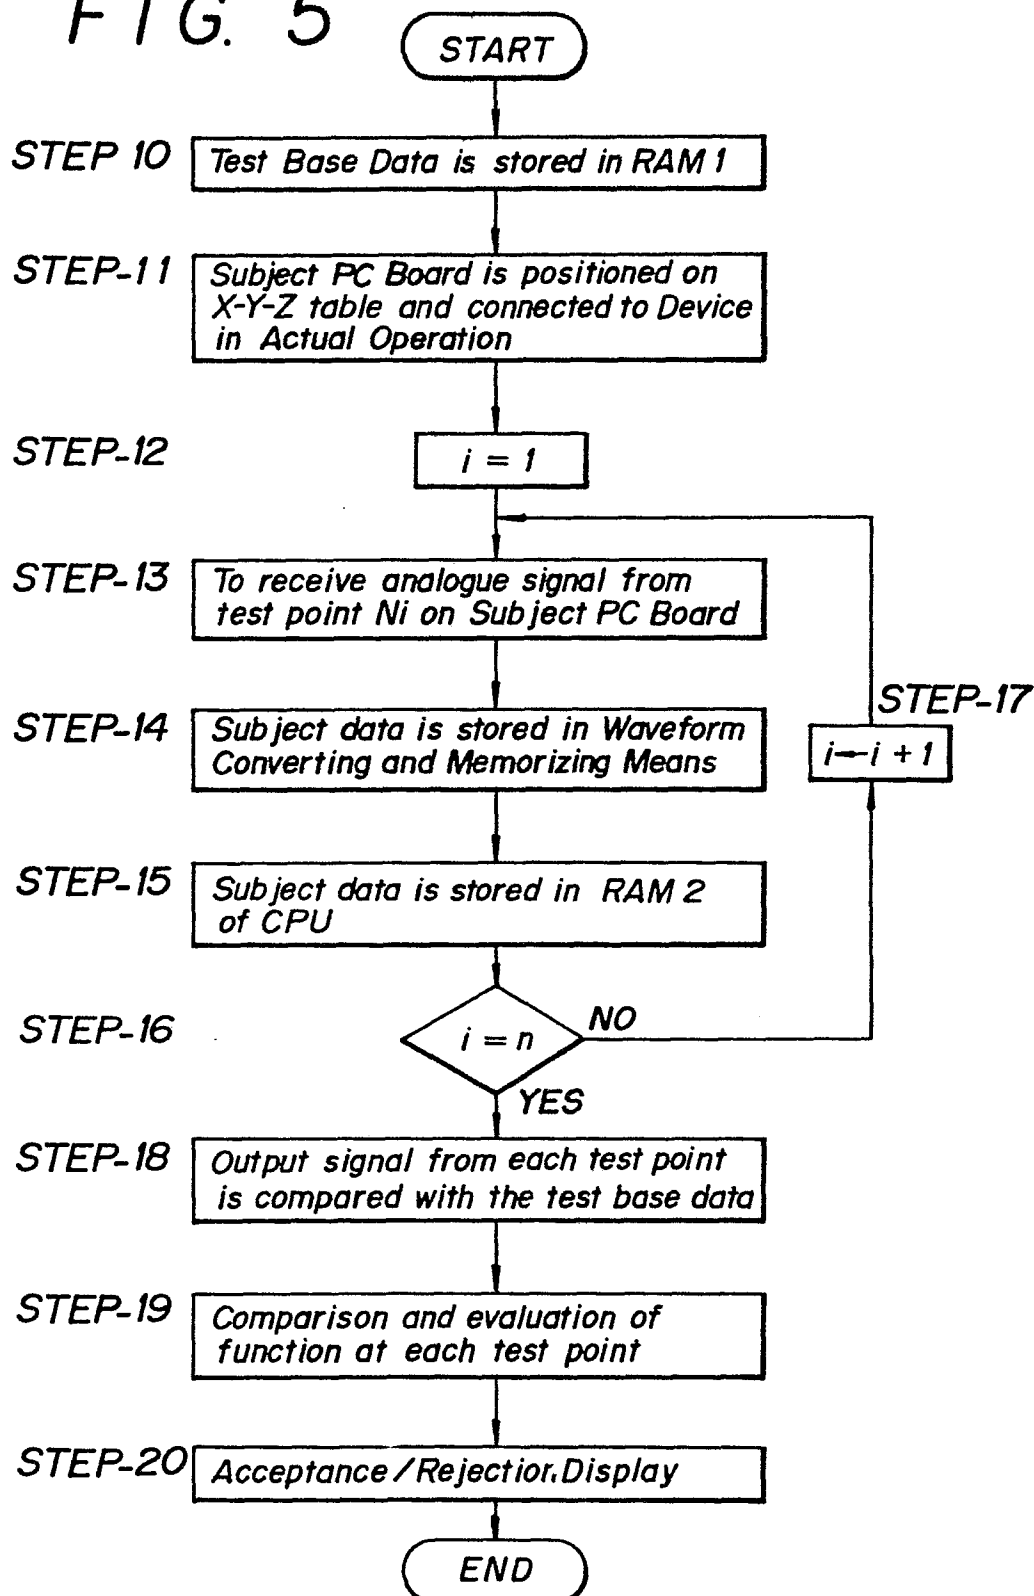 FIG. 5
START
STEP 10
Test Base Data is stored in RAM 1
STEP-11
Subject PC Board is positioned on
X-Y-Z table and connected to Device
in Actual Operation
STEP-12
i = 1
STEP-13
To receive analogue signal from
test point Ni on Subject PC Board
STEP-14
Subject data is stored in Waveform
Converting and Memorizing Means
STEP-17
i←i + 1
STEP-15
Subject data is stored in RAM 2
of CPU
STEP-16
i = n
NO
YES
STEP-18
Output signal from each test point
is compared with the test base data
STEP-19
Comparison and evaluation of
function at each test point
STEP-20
Acceptance/Rejection Display
END